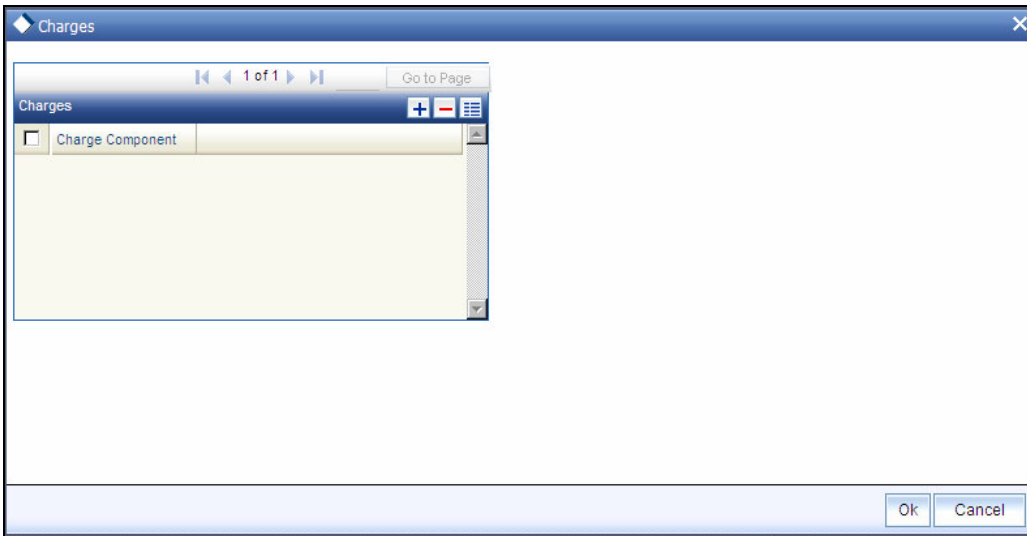 Charges
1 of 1
Go to Page
Charges
Charge Component
Ok
Cancel